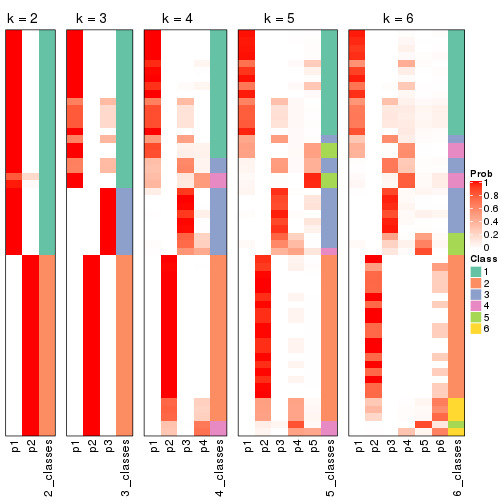 k = 2
k = 3
k = 4
k = 5
k = 6
p1
p2
2_classes
p1
p2
p3
3_classes
p1
p2
p3
p4
4_classes
p1
p2
p3
p4
p5
5_classes
p1
p2
p3
p4
p5
p6
6_classes
Prob
1
0.8
0.6
0.4
0.2
0
Class
1
2
3
4
5
6